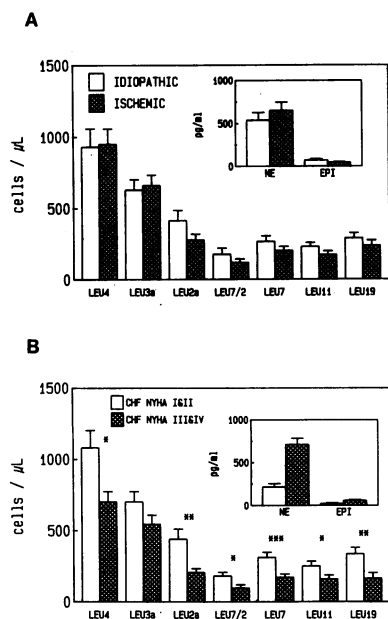 A
1500
1000
500
0
cells / μL
IDIOPATHIC
ISCHEMIC
1000
500
0
pg/ml
NE EPI
LEU4 LEU3a LEU2a LEU7/2 LEU7 LEU11 LEU19
B
1500
1000
500
0
cells / μL
CHF NYHA I&II
CHF NYHA III&IV
1000
500
0
pg/ml
NE EPI
* ** * *** * **
LEU4 LEU3a LEU2a LEU7/2 LEU7 LEU11 LEU19